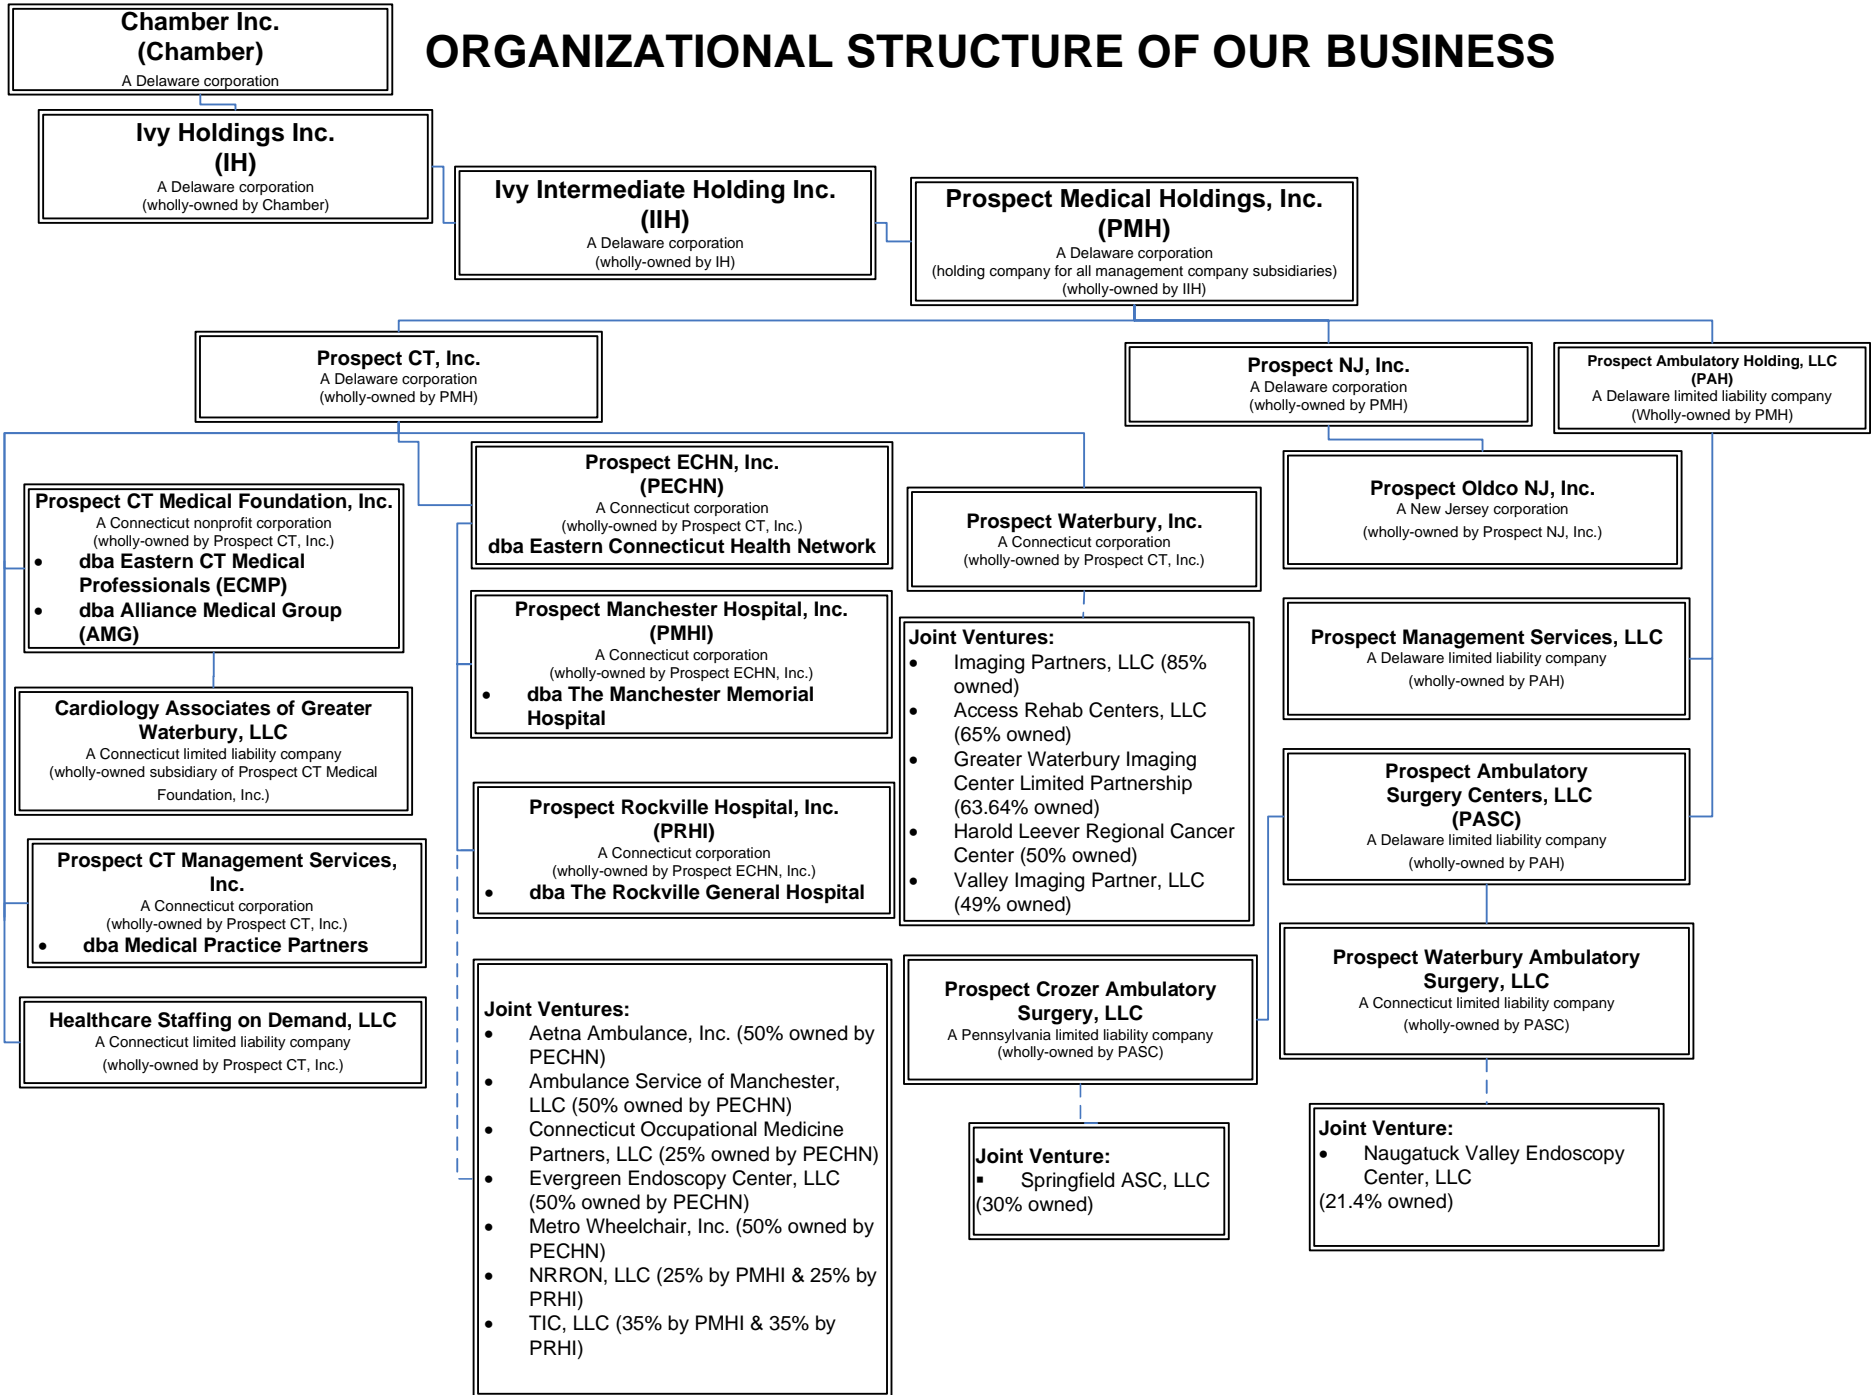 Chamber Inc.
(Chamber)
A Delaware corporation
ORGANIZATIONAL STRUCTURE OF OUR BUSINESS
Ivy Holdings Inc.
(IH)
A Delaware corporation
(wholly-owned by Chamber)
Ivy Intermediate Holding Inc.
(IIH)
A Delaware corporation
(wholly-owned by IH)
Prospect Medical Holdings, Inc.
(PMH)
A Delaware corporation
(holding company for all management company subsidiaries)
(wholly-owned by IIH)
Prospect CT, Inc.
A Delaware corporation
(wholly-owned by PMH)
Prospect NJ, Inc.
A Delaware corporation
(wholly-owned by PMH)
Prospect Ambulatory Holding, LLC
(PAH)
A Delaware limited liability company
(Wholly-owned by PMH)
Prospect CT Medical Foundation, Inc.
A Connecticut nonprofit corporation
(wholly-owned by Prospect CT, Inc.)
• dba Eastern CT Medical
Professionals (ECMP)
• dba Alliance Medical Group
(AMG)
Cardiology Associates of Greater
Waterbury, LLC
A Connecticut limited liability company
(wholly-owned subsidiary of Prospect CT Medical
Foundation, Inc.)
Prospect CT Management Services,
Inc.
A Connecticut corporation
(wholly-owned by Prospect CT, Inc.)
• dba Medical Practice Partners
Healthcare Staffing on Demand, LLC
A Connecticut limited liability company
(wholly-owned by Prospect CT, Inc.)
Prospect ECHN, Inc.
(PECHN)
A Connecticut corporation
(wholly-owned by Prospect CT, Inc.)
dba Eastern Connecticut Health Network
Prospect Manchester Hospital, Inc.
(PMHI)
A Connecticut corporation
(wholly-owned by Prospect ECHN, Inc.)
• dba The Manchester Memorial
Hospital
Prospect Rockville Hospital, Inc.
(PRHI)
A Connecticut corporation
(wholly-owned by Prospect ECHN, Inc.)
• dba The Rockville General Hospital
Joint Ventures:
• Aetna Ambulance, Inc. (50% owned by
PECHN)
• Ambulance Service of Manchester,
LLC (50% owned by PECHN)
• Connecticut Occupational Medicine
Partners, LLC (25% owned by PECHN)
• Evergreen Endoscopy Center, LLC
(50% owned by PECHN)
• Metro Wheelchair, Inc. (50% owned by
PECHN)
• NRRON, LLC (25% by PMHI & 25% by
PRHI)
• TIC, LLC (35% by PMHI & 35% by
PRHI)
Prospect Waterbury, Inc.
A Connecticut corporation
(wholly-owned by Prospect CT, Inc.)
Joint Ventures:
• Imaging Partners, LLC (85%
owned)
• Access Rehab Centers, LLC
(65% owned)
• Greater Waterbury Imaging
Center Limited Partnership
(63.64% owned)
• Harold Leever Regional Cancer
Center (50% owned)
• Valley Imaging Partner, LLC
(49% owned)
Prospect Crozer Ambulatory
Surgery, LLC
A Pennsylvania limited liability company
(wholly-owned by PASC)
Joint Venture:
▪ Springfield ASC, LLC
(30% owned)
Prospect Oldco NJ, Inc.
A New Jersey corporation
(wholly-owned by Prospect NJ, Inc.)
Prospect Management Services, LLC
A Delaware limited liability company
(wholly-owned by PAH)
Prospect Ambulatory
Surgery Centers, LLC
(PASC)
A Delaware limited liability company
(wholly-owned by PAH)
Prospect Waterbury Ambulatory
Surgery, LLC
A Connecticut limited liability company
(wholly-owned by PASC)
Joint Venture:
• Naugatuck Valley Endoscopy
Center, LLC
(21.4% owned)